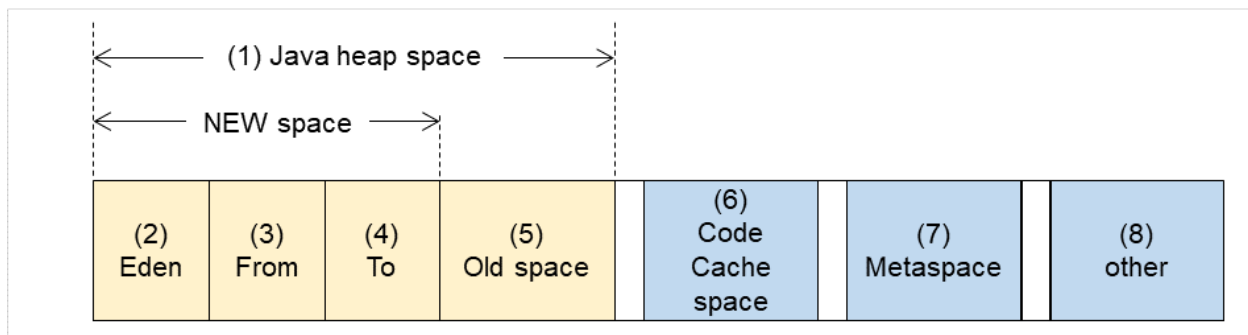 (1) Java heap space
NEW space
(2)
Eden
(3)
From
(4)
To
(5)
Old space
(6)
Code
Cache
space
(7)
Metaspace
(8)
other